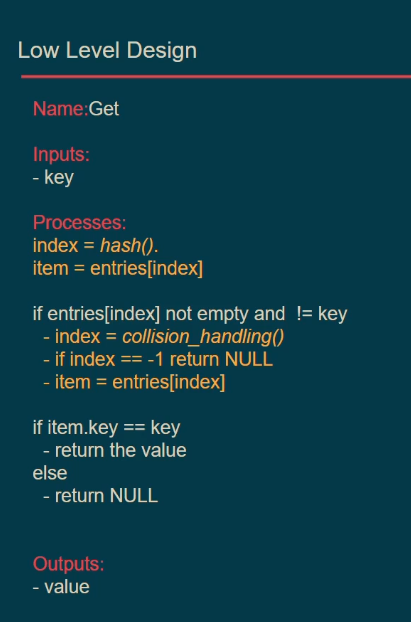 Low Level Design
Name:Get
Inputs:
- key
Processes:
index = hash().
item = entries[index]
if entries[index] not empty and  != key
- index = collision_handling()
- if index == -1 return NULL
- item = entries[index]
if item.key == key
- return the value
else
- return NULL
Outputs:
- value